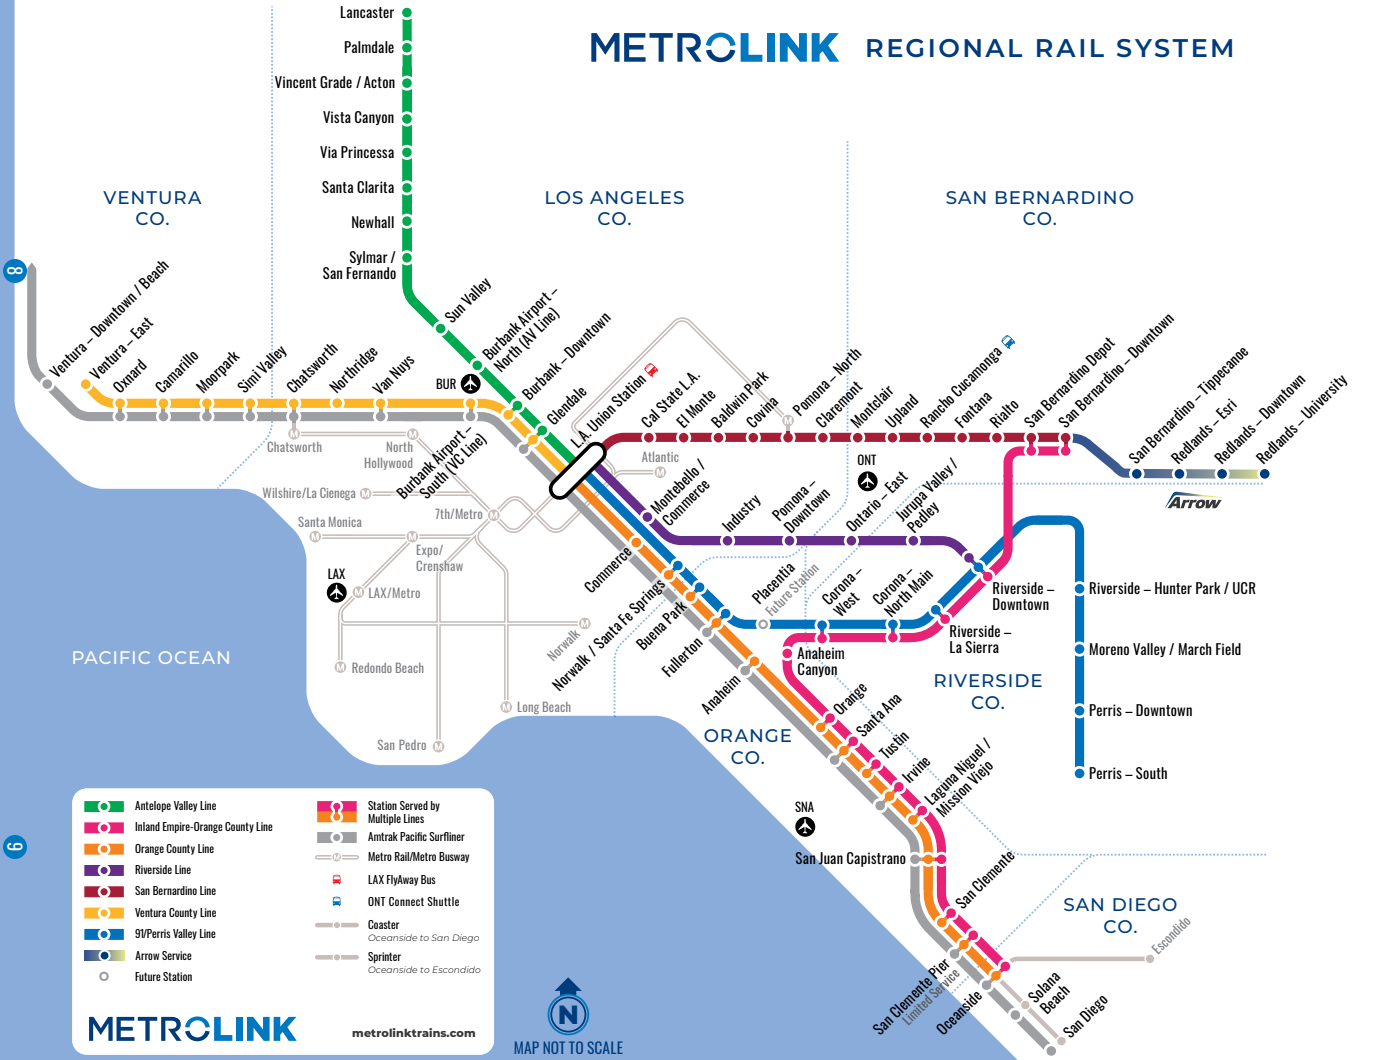 METROLINK REGIONAL RAIL SYSTEM
Lancaster
Palmdale
Vincent Grade / Acton
Vista Canyon
Via Princessa
Santa Clarita
Newhall
Sylmar /
San Fernando
Sun Valley
Burbank Airport –
North (AV Line)
Burbank – Downtown
Glendale
L.A. Union Station
VENTURA
CO.
LOS ANGELES
CO.
SAN BERNARDINO
CO.
8
Ventura – Downtown / Beach
Ventura – East
Oxnard
Camarillo
Moorpark
Simi Valley
Chatsworth
Northridge
Van Nuys
BUR
Burbank Airport –
South (VC Line)
Cal State L.A.
El Monte
Baldwin Park
Covina
Pomona – North
Claremont
Montclair
Upland
Rancho Cucamonga
Fontana
Rialto
San Bernardino Depot
San Bernardino – Downtown
San Bernardino – Tippecanoe
Redlands – Esri
Redlands – Downtown
Redlands – University
Arrow
M
Chatsworth
M
North
Hollywood
Wilshire/La Cienega M
7th/Metro M
Santa Monica
M
M
Expo/
Crenshaw
LAX
M LAX/Metro
M Redondo Beach
M
Norwalk
M Long Beach
San Pedro M
Atlantic
M
M
Montebello /
Commerce
Industry
Pomona –
Downtown
ONT
Ontario – East
Jurupa Valley /
Pedley
Commerce
Norwalk / Santa Fe Springs
Buena Park
Fullerton
Anaheim
Placentia
Future Station
Corona –
West
Corona –
North Main
Riverside –
Downtown
Riverside –
La Sierra
Riverside – Hunter Park / UCR
Moreno Valley / March Field
Perris – Downtown
Perris – South
Anaheim
Canyon
Orange
Santa Ana
Tustin
Irvine
Laguna Niguel /
Mission Viejo
PACIFIC OCEAN
ORANGE
CO.
RIVERSIDE
CO.
SAN DIEGO
CO.
SNA
San Juan Capistrano
San Clemente
San Clemente Pier
Limited Service
Oceanside
Escondido
Solana
Beach
San Diego
9
Antelope Valley Line
Inland Empire-Orange County Line
Orange County Line
Riverside Line
San Bernardino Line
Ventura County Line
91/Perris Valley Line
Arrow Service
Future Station
Station Served by
Multiple Lines
Amtrak Pacific Surfliner
M Metro Rail/Metro Busway
LAX FlyAway Bus
ONT Connect Shuttle
Coaster
Oceanside to San Diego
Sprinter
Oceanside to Escondido
METROLINK
metrolinktrains.com
N
MAP NOT TO SCALE